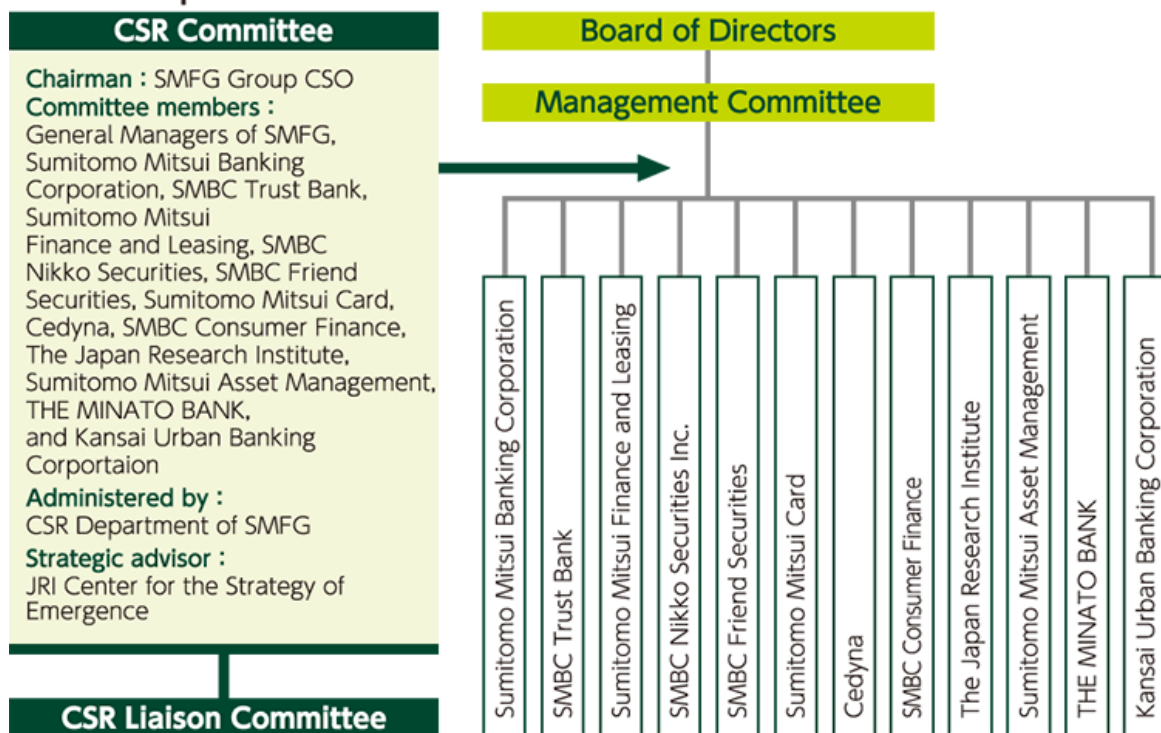 CSR Committee
Chairman : SMFG Group CSO
Committee members :
General Managers of SMFG,
Sumitomo Mitsui Banking
Corporation, SMBC Trust Bank,
Sumitomo Mitsui
Finance and Leasing, SMBC
Nikko Securities, SMBC Friend
Securities, Sumitomo Mitsui Card,
Cedyna, SMBC Consumer Finance,
The Japan Research Institute,
Sumitomo Mitsui Asset Management,
THE MINATO BANK,
and Kansai Urban Banking
Corportaion
Administered by :
CSR Department of SMFG
Strategic advisor :
JRI Center for the Strategy of
Emergence
CSR Liaison Committee
Board of Directors
Management Committee
Sumitomo Mitsui Banking Corporation
SMBC Trust Bank
Sumitomo Mitsui Finance and Leasing
SMBC Nikko Securities Inc.
SMBC Friend Securities
Sumitomo Mitsui Card
Cedyna
SMBC Consumer Finance
The Japan Research Institute
Sumitomo Mitsui Asset Management
THE MINATO BANK
Kansai Urban Banking Corporation